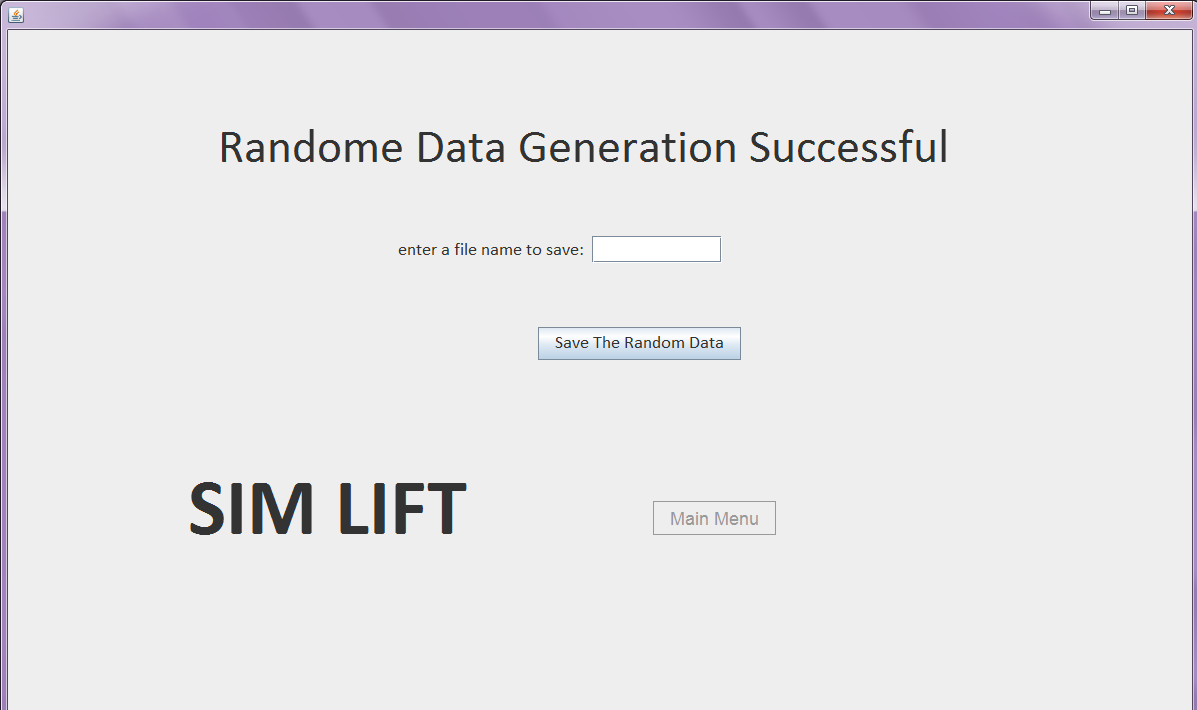 Randome Data Generation Successful
enter a file name to save:
Save The Random Data
SIM LIFT
Main Menu